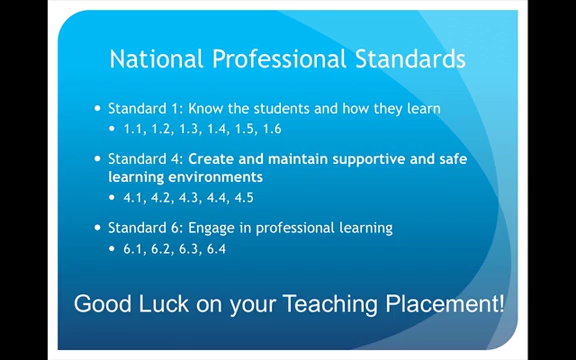 National Professional Standards
Standard 1: Know the students and how they learn
1.1, 1.2, 1.3, 1.4, 1.5, 1.6
Standard 4: Create and maintain supportive and safe
learning environments
4.1, 4.2, 4.3, 4.4, 4.5
Standard 6: Engage in professional learning
6.1, 6.2, 6.3, 6.4
Good Luck on your Teaching Placement!